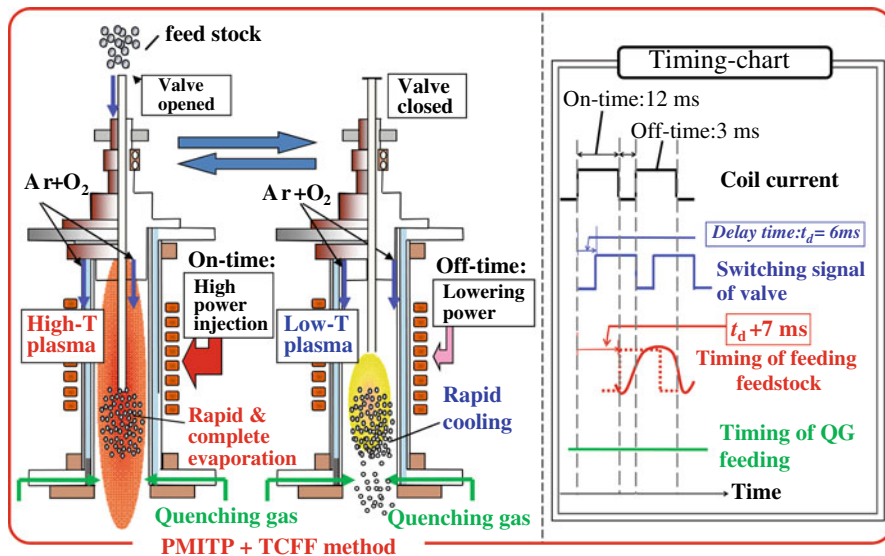 feed stock
Valve
opened
Valve
closed
Ar+O2
Ar+O2
On-time:
High
power
injection
Off-time:
Lowering
power
High-T
plasma
Low-T
plasma
Rapid &
complete
evaporation
Rapid
cooling
Quenching gas
Quenching gas
PMITP + TCFF method
Timing-chart
On-time:12 ms
Off-time:3 ms
Coil current
Delay time:td= 6ms
Switching signal
of valve
td +7 ms
Timing of feeding
feedstock
Timing of QG
feeding
Time